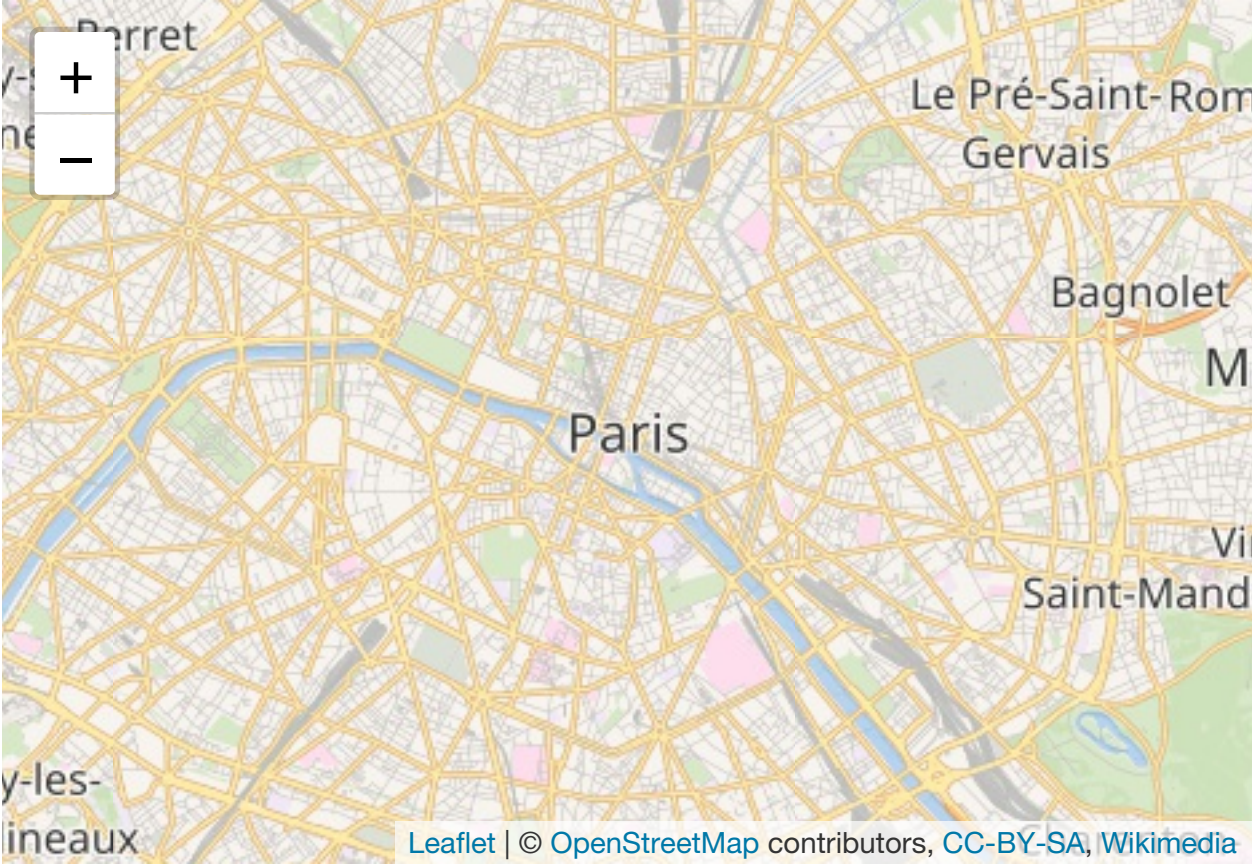 Perret
+
Le Pré-Saint-
Rom
Gervais
−
Bagnolet
M
Paris
Vi
Saint-Mand
y-les-
lineaux
Leaflet | © OpenStreetMap contributors, CC-BY-SA, Wikimedia